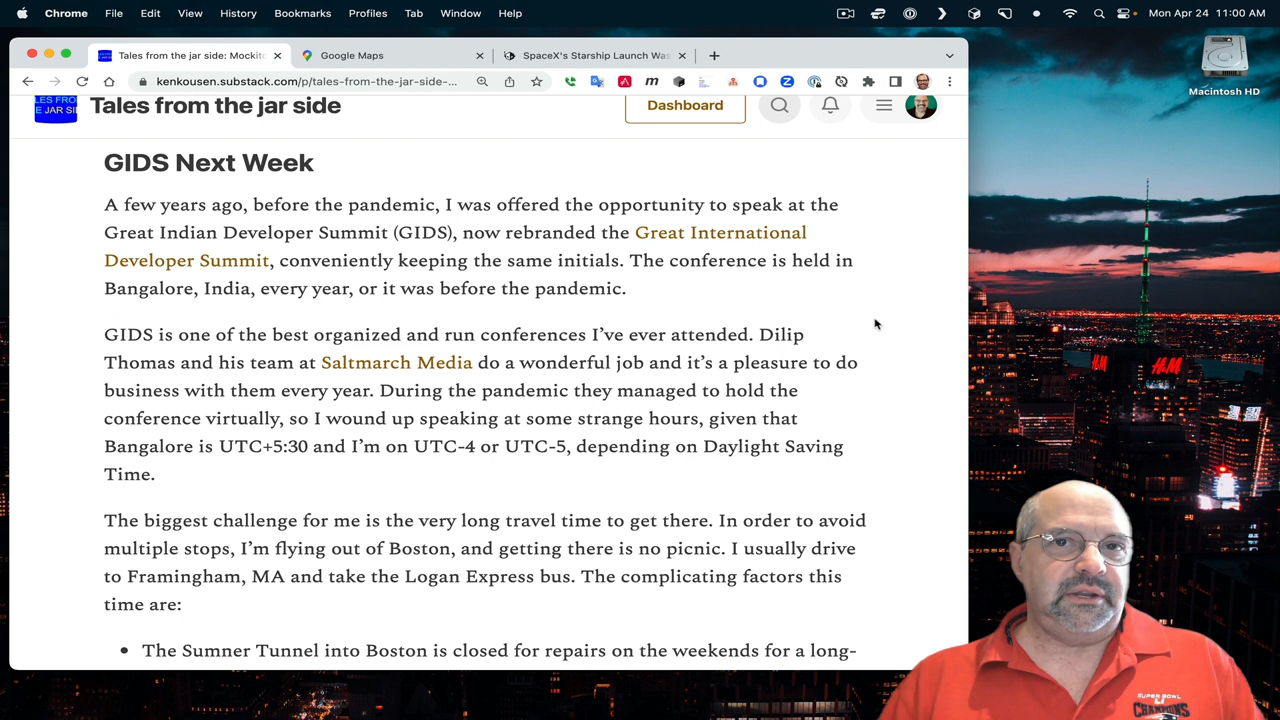 Chrome File Edit View History Bookmarks Profiles Tab Window Help Mon Apr 24 11:00 AM
Tales from the jar side: Mockito Google Maps SpaceX's Starship Launch Was
kenkousen.substack.com/p/tales-from-the-jar-side-...
Macintosh HD
LES FRO
E JAR SI
Tales from the jar side
Dashboard
GIDS Next Week
A few years ago, before the pandemic, I was offered the opportunity to speak at the
Great Indian Developer Summit (GIDS), now rebranded the Great International
Developer Summit, conveniently keeping the same initials. The conference is held in
Bangalore, India, every year, or it was before the pandemic.
GIDS is one of the best organized and run conferences I've ever attended. Dilip
Thomas and his team at Saltmarch Media do a wonderful job and it's a pleasure to do
business with them every year. During the pandemic they managed to hold the
conference virtually, so I wound up speaking at some strange hours, given that
Bangalore is UTC+5:30 and I'm on UTC-4 or UTC-5, depending on Daylight Saving
Time.
The biggest challenge for me is the very long travel time to get there. In order to avoid
multiple stops, I'm flying out of Boston, and getting there is no picnic. I usually drive
to Framingham, MA and take the Logan Express bus. The complicating factors this
time are:
• The Sumner Tunnel into Boston is closed for repairs on the weekends for a long-
H&M
H&M
SUPER BOWL
CHAMPIONS